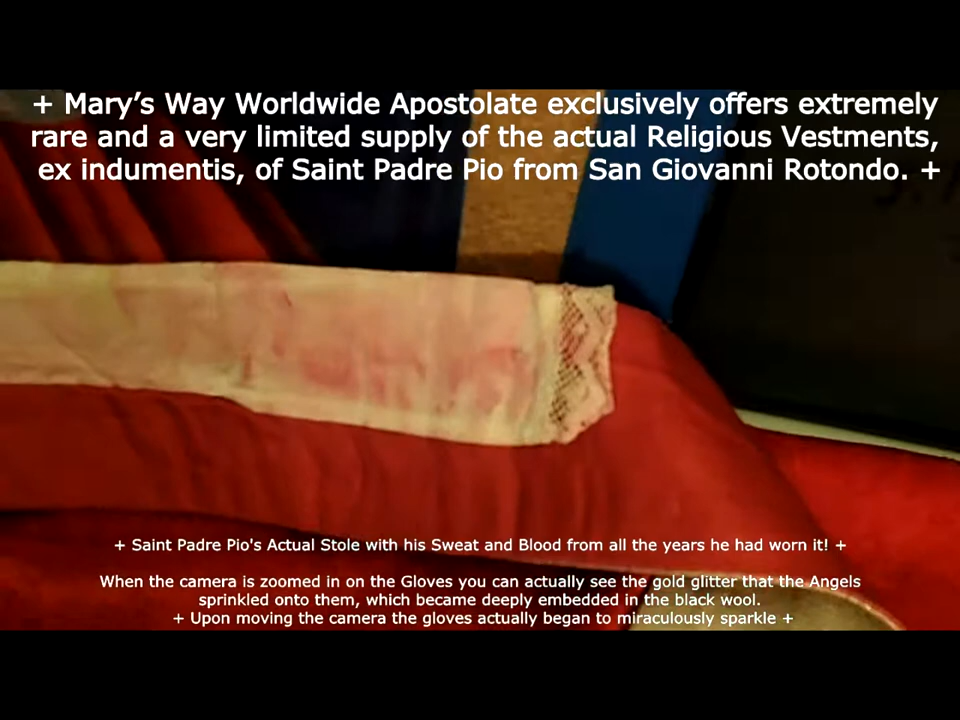 + Mary’s Way Worldwide Apostolate exclusively offers extremely
rare and a very limited supply of the actual Religious Vestments,
ex indumentis, of Saint Padre Pio from San Giovanni Rotondo. +
+ Saint Padre Pio's Actual Stole with his Sweat and Blood from all the years he had worn it! +
When the camera is zoomed in on the Gloves you can actually see the gold glitter that the Angels
sprinkled onto them, which became deeply embedded in the black wool.
+ Upon moving the camera the gloves actually began to miraculously sparkle +